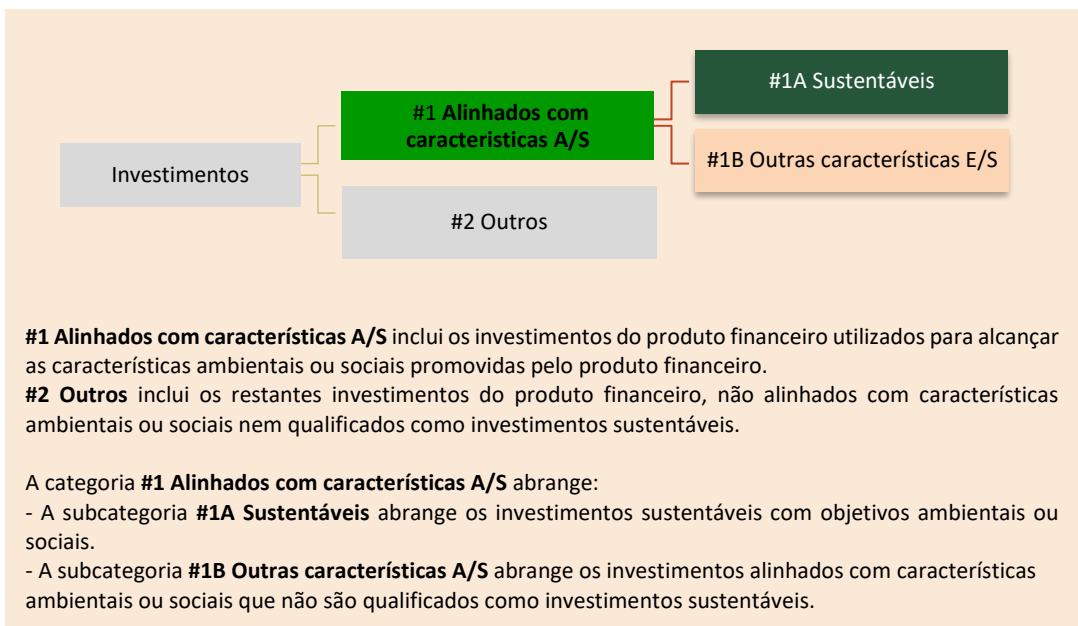 #1A Sustentáveis
#1 Alinhados com
caracteristicas A/S
#1B Outras características E/S
Investimentos
#2 Outros
#1 Alinhados com características A/S inclui os investimentos do produto financeiro utilizados para alcançar
as características ambientais ou sociais promovidas pelo produto financeiro.
#2 Outros inclui os restantes investimentos do produto financeiro, não alinhados com características
ambientais ou sociais nem qualificados como investimentos sustentáveis.
A categoria #1 Alinhados com características A/S abrange:
- A subcategoria #1A Sustentáveis abrange os investimentos sustentáveis com objetivos ambientais ou
sociais.
- A subcategoria #1B Outras características A/S abrange os investimentos alinhados com características
ambientais ou sociais que não são qualificados como investimentos sustentáveis.